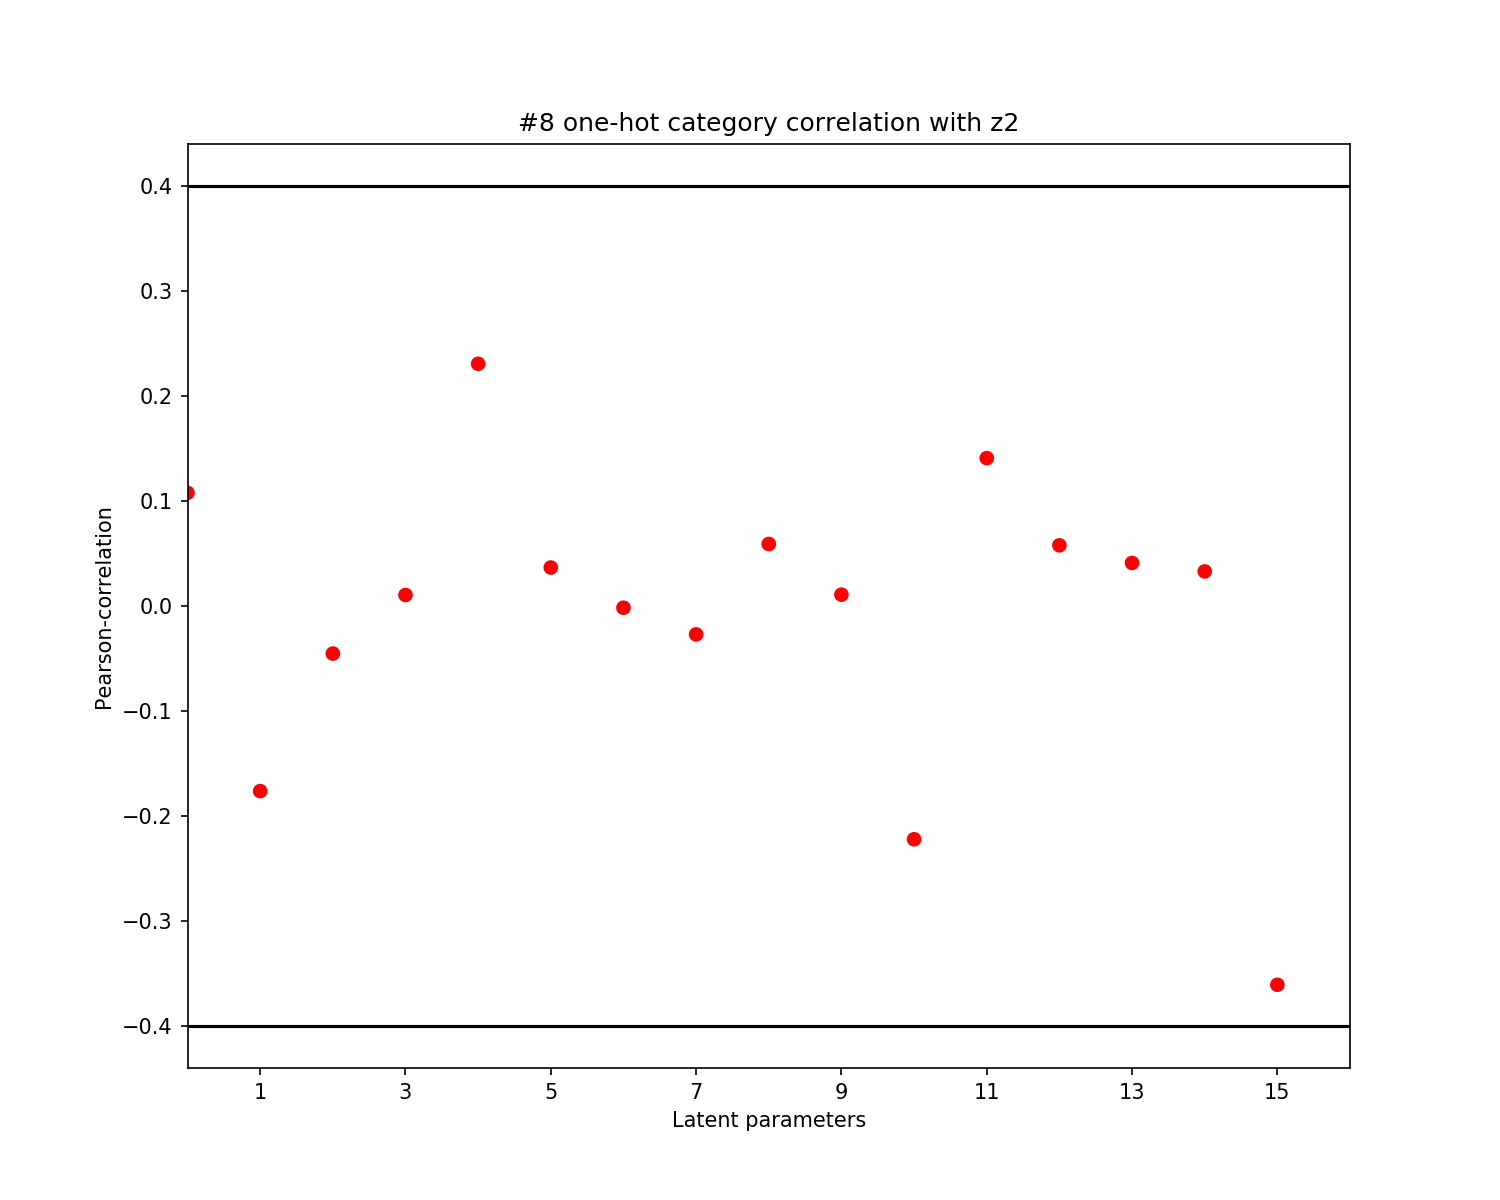 #8 one-hot category correlation with z2
0.4
0.3
0.2
0.1
0.0
−0.1
−0.2
−0.3
−0.4
Pearson-correlation
1 3 5 7 9 11 13 15
Latent parameters